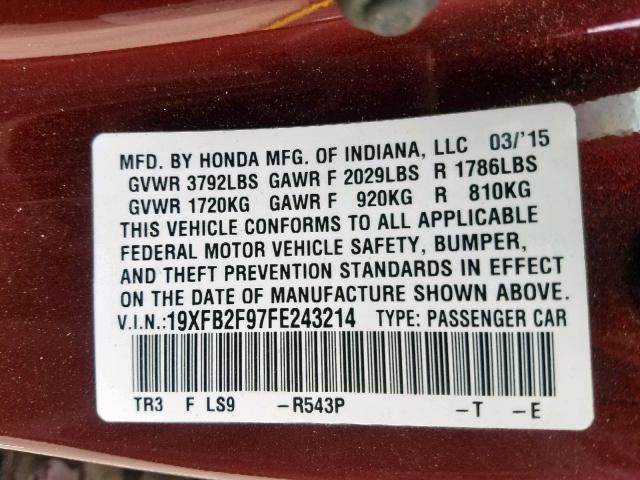 MFD. BY HONDA MFG. OF INDIANA, LLC 03/'15
GVWR 3792LBS GAWR F 2029LBS R 1786LBS
GVWR 1720KG GAWR F 920KG R 810KG
THIS VEHICLE CONFORMS TO ALL APPLICABLE
FEDERAL MOTOR VEHICLE SAFETY, BUMPER,
AND THEFT PREVENTION STANDARDS IN EFFECT
ON THE DATE OF MANUFACTURE SHOWN ABOVE.
V.I.N.:19XFB2F97FE243214 TYPE: PASSENGER CAR
TR3 F LS9 -R543P -T -E